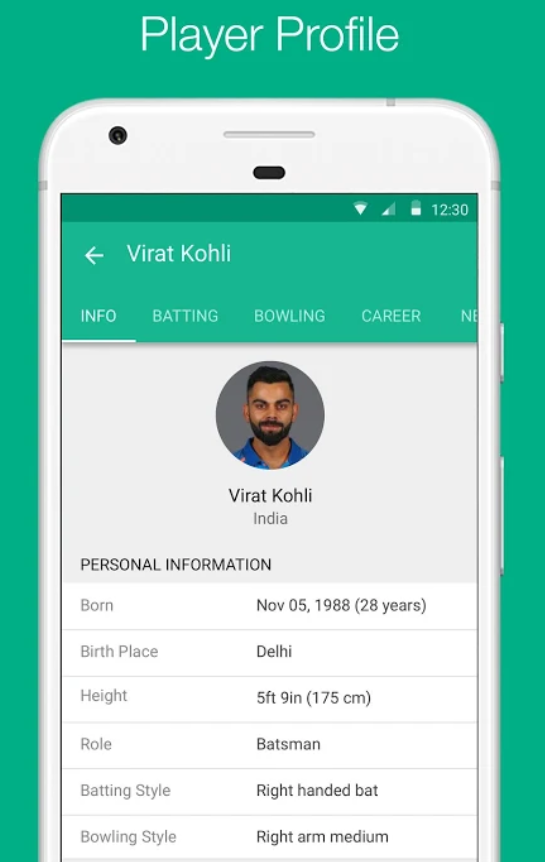 Player Profile
12:30
Virat Kohli
INFO BATTING BOWLING CAREER NE
Virat Kohli
India
PERSONAL INFORMATION
Born Nov 05, 1988 (28 years)
Birth Place Delhi
Height 5ft 9in (175 cm)
Role Batsman
Batting Style Right handed bat
Bowling Style Right arm medium